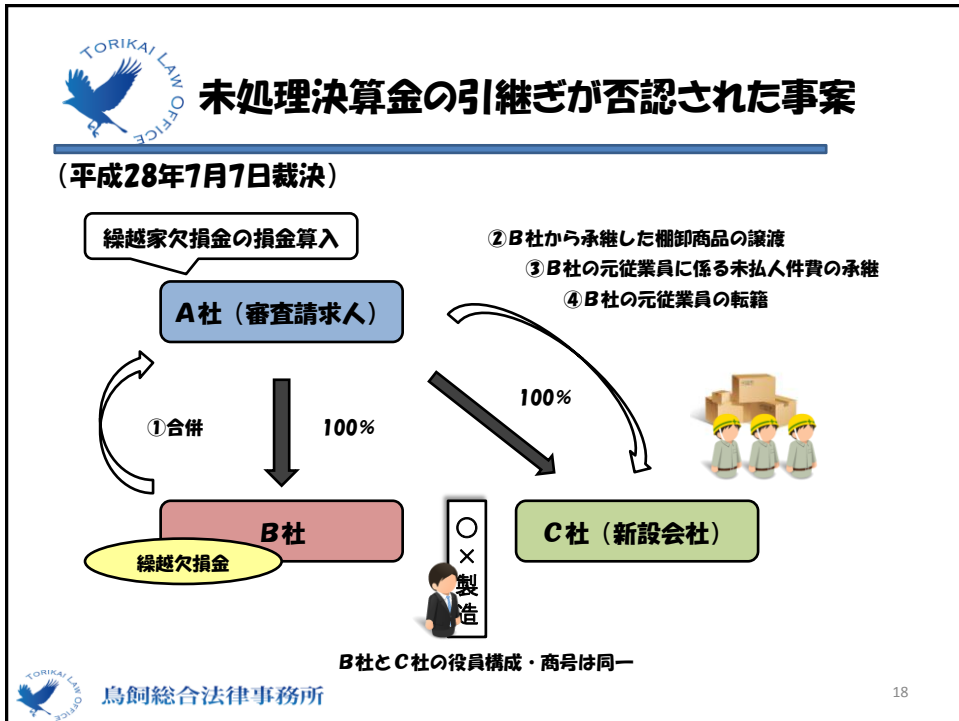 TORIKAI LAW OFFICE
未処理決算金の引継ぎが否認された事案
（平成28年7月7日裁決）
繰越家欠損金の損金算入
②B社から承継した棚卸商品の譲渡
③B社の元従業員に係る未払人件費の承継
④B社の元従業員の転籍
A社（審査請求人）
①合併
100%
100%
B社
繰越欠損金
○×製造
C社（新設会社）
B社とC社の役員構成・商号は同一
TORIKAI LAW OFFICE
鳥飼総合法律事務所
18